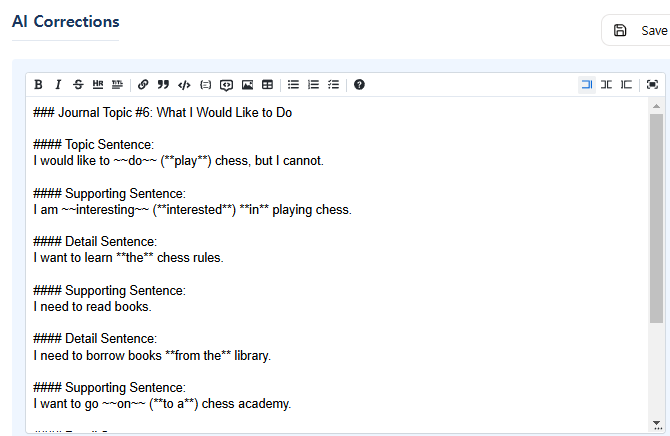 AI Corrections
Save
B I S HR TITL
### Journal Topic #6: What I Would Like to Do
#### Topic Sentence:
I would like to ~~do~~ (**play**) chess, but I cannot.
#### Supporting Sentence:
I am ~~interesting~~ (**interested**) **in** playing chess.
#### Detail Sentence:
I want to learn **the** chess rules.
#### Supporting Sentence:
I need to read books.
#### Detail Sentence:
I need to borrow books **from the** library.
#### Supporting Sentence:
I want to go ~~on~~ (**to a**) chess academy.